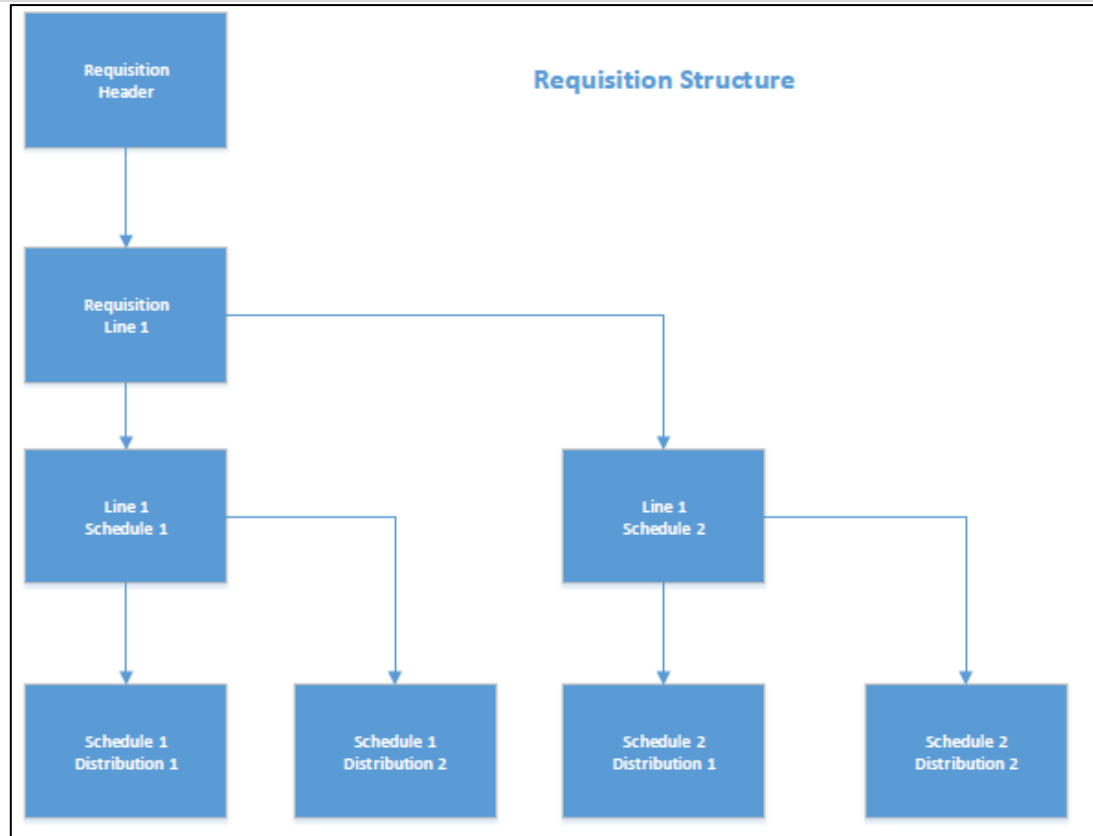 Requisition
Header
Requisition Structure
Requisition
Line 1
Line 1
Schedule 1
Line 1
Schedule 2
Schedule 1
Distribution 1
Schedule 1
Distribution 2
Schedule 2
Distribution 1
Schedule 2
Distribution 2